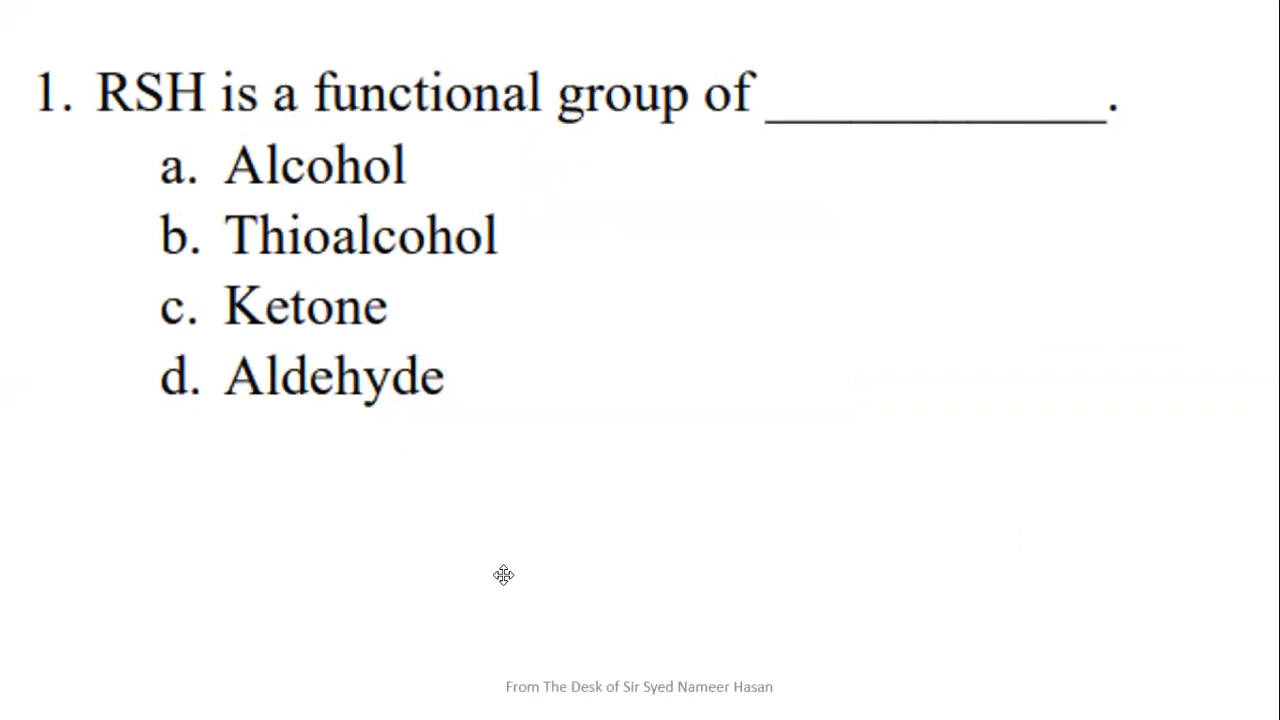 1. RSH is a functional group of ____________.
a. Alcohol
b. Thioalcohol
c. Ketone
d. Aldehyde
From The Desk of Sir Syed Nameer Hasan